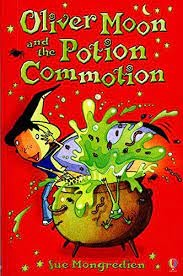 Oliver Moon
and the Potion
Commotion
Sue Mongredien